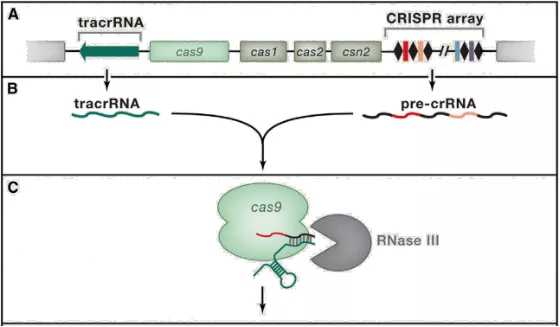 A
tracrRNA
CRISPR array
cas9
cas1
cas2
csn2
//
B
tracrRNA
pre-crRNA
C
cas9
RNase III